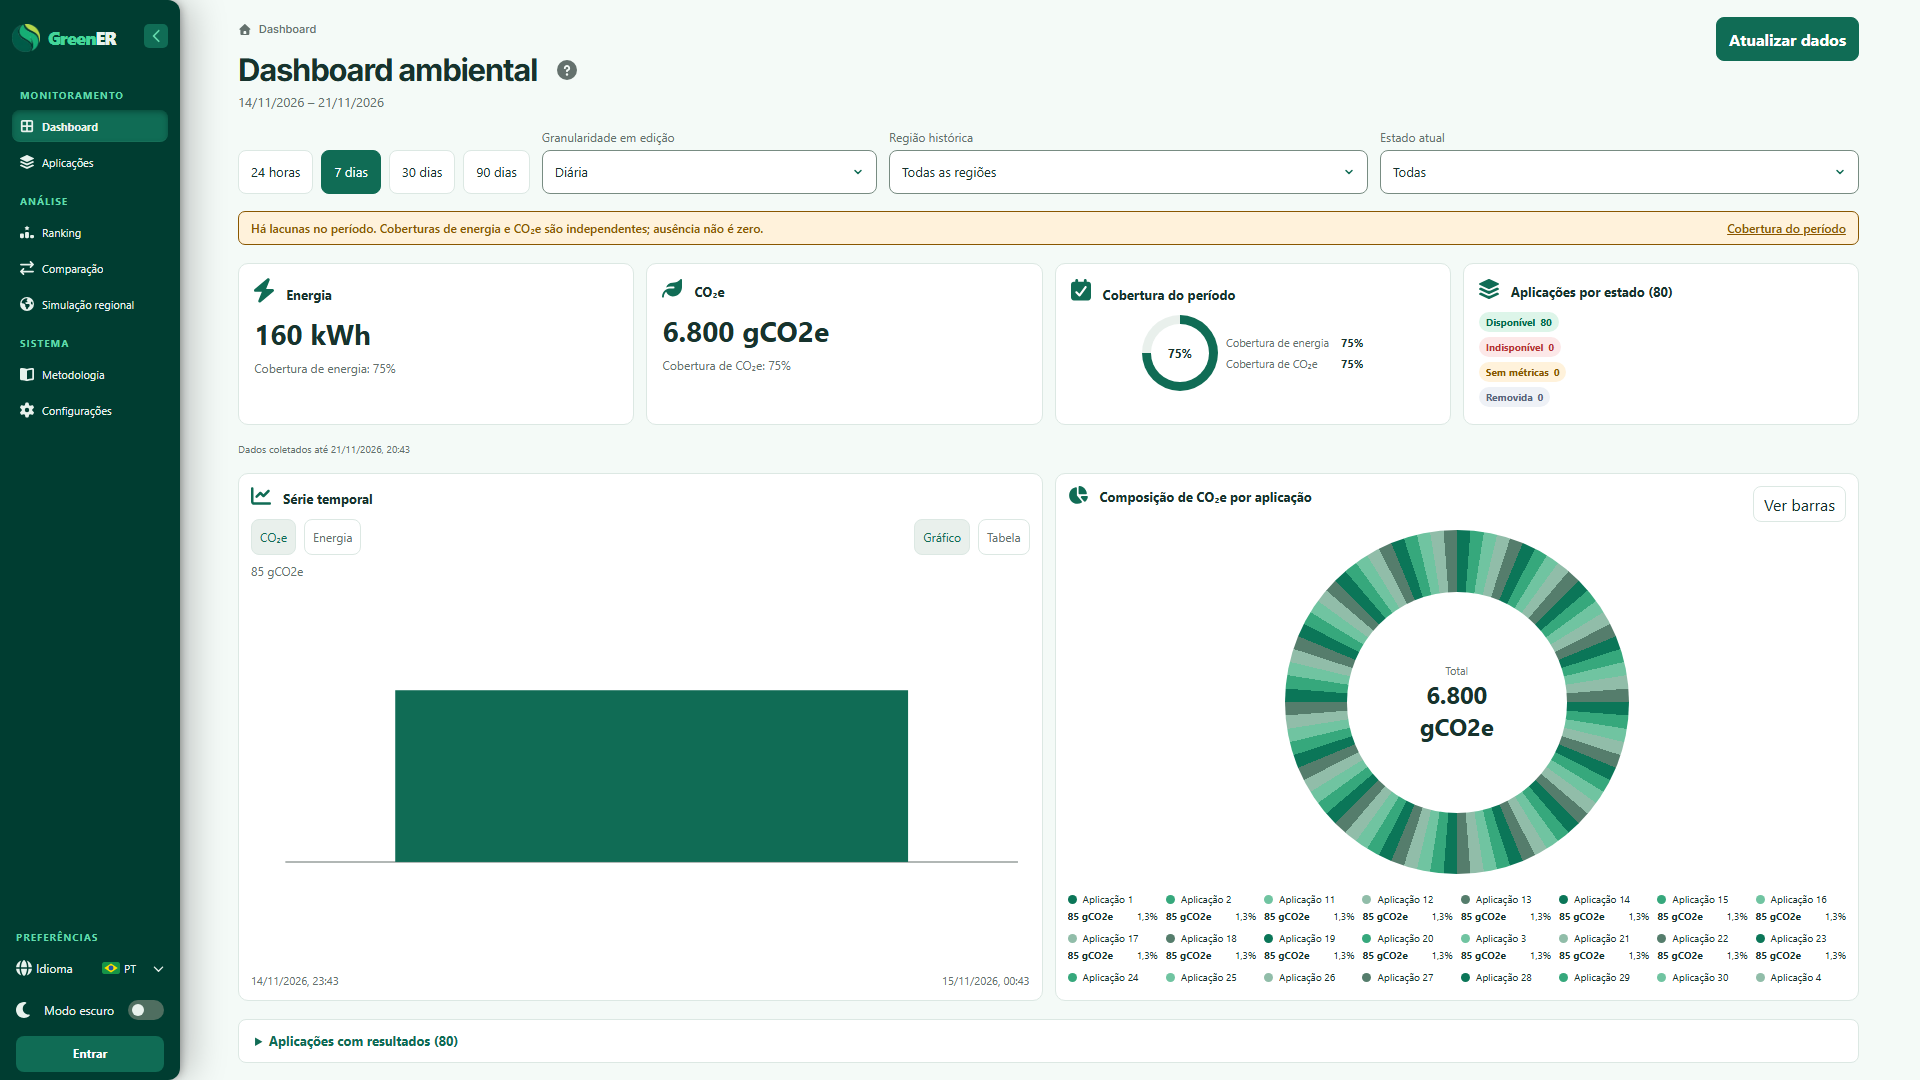 GreenER
MONITORAMENTO
Dashboard
Aplicações
ANÁLISE
Ranking
Comparação
Simulação regional
SISTEMA
Metodologia
Configurações
PREFERÊNCIAS
Idioma
PT
Modo escuro
Entrar
Dashboard
Dashboard ambiental
?
14/11/2026 – 21/11/2026
Atualizar dados
24 horas
7 dias
30 dias
90 dias
Granularidade em edição
Diária
Região histórica
Todas as regiões
Estado atual
Todas
Há lacunas no período. Coberturas de energia e CO₂e são independentes; ausência não é zero.
Cobertura do período
Energia
160 kWh
Cobertura de energia: 75%
CO₂e
6.800 gCO2e
Cobertura de CO₂e: 75%
Cobertura do período
75%
Cobertura de energia 75%
Cobertura de CO₂e 75%
Aplicações por estado (80)
Disponível 80
Indisponível 0
Sem métricas 0
Removida 0
Dados coletados até 21/11/2026, 20:43
Série temporal
CO₂e
Energia
Gráfico
Tabela
85 gCO2e
14/11/2026, 23:43
15/11/2026, 00:43
Composição de CO₂e por aplicação
Ver barras
Total
6.800
gCO2e
Aplicação 1 Aplicação 2 Aplicação 11 Aplicação 12 Aplicação 13 Aplicação 14 Aplicação 15 Aplicação 16
85 gCO2e 1,3% 85 gCO2e 1,3% 85 gCO2e 1,3% 85 gCO2e 1,3% 85 gCO2e 1,3% 85 gCO2e 1,3% 85 gCO2e 1,3% 85 gCO2e 1,3%
Aplicação 17 Aplicação 18 Aplicação 19 Aplicação 20 Aplicação 3 Aplicação 21 Aplicação 22 Aplicação 23
85 gCO2e 1,3% 85 gCO2e 1,3% 85 gCO2e 1,3% 85 gCO2e 1,3% 85 gCO2e 1,3% 85 gCO2e 1,3% 85 gCO2e 1,3% 85 gCO2e 1,3%
Aplicação 24 Aplicação 25 Aplicação 26 Aplicação 27 Aplicação 28 Aplicação 29 Aplicação 30 Aplicação 4
Aplicações com resultados (80)